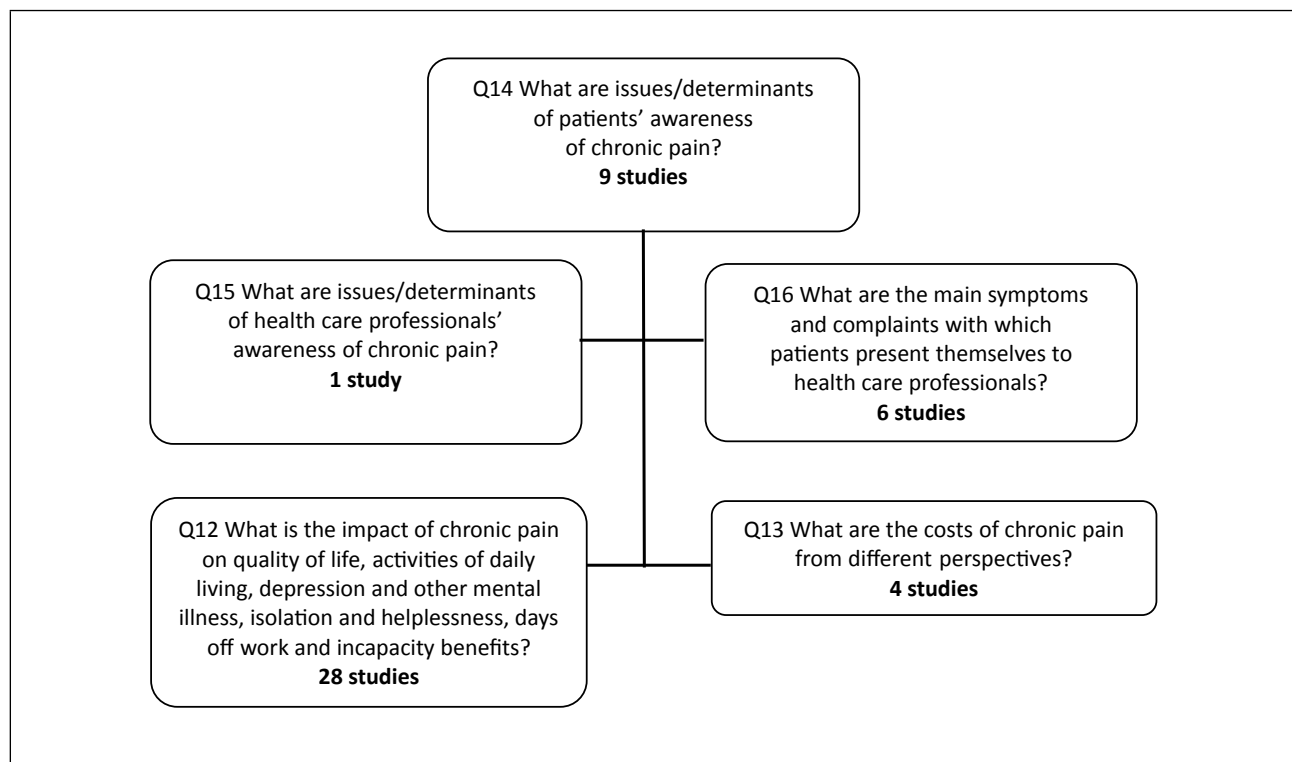 Q14 What are issues/determinants
of patients’ awareness
of chronic pain?
9 studies
Q15 What are issues/determinants
of health care professionals’
awareness of chronic pain?
1 study
Q16 What are the main symptoms
and complaints with which
patients present themselves to
health care professionals?
6 studies
Q12 What is the impact of chronic pain
on quality of life, activities of daily
living, depression and other mental
illness, isolation and helplessness, days
off work and incapacity benefits?
28 studies
Q13 What are the costs of chronic pain
from different perspectives?
4 studies